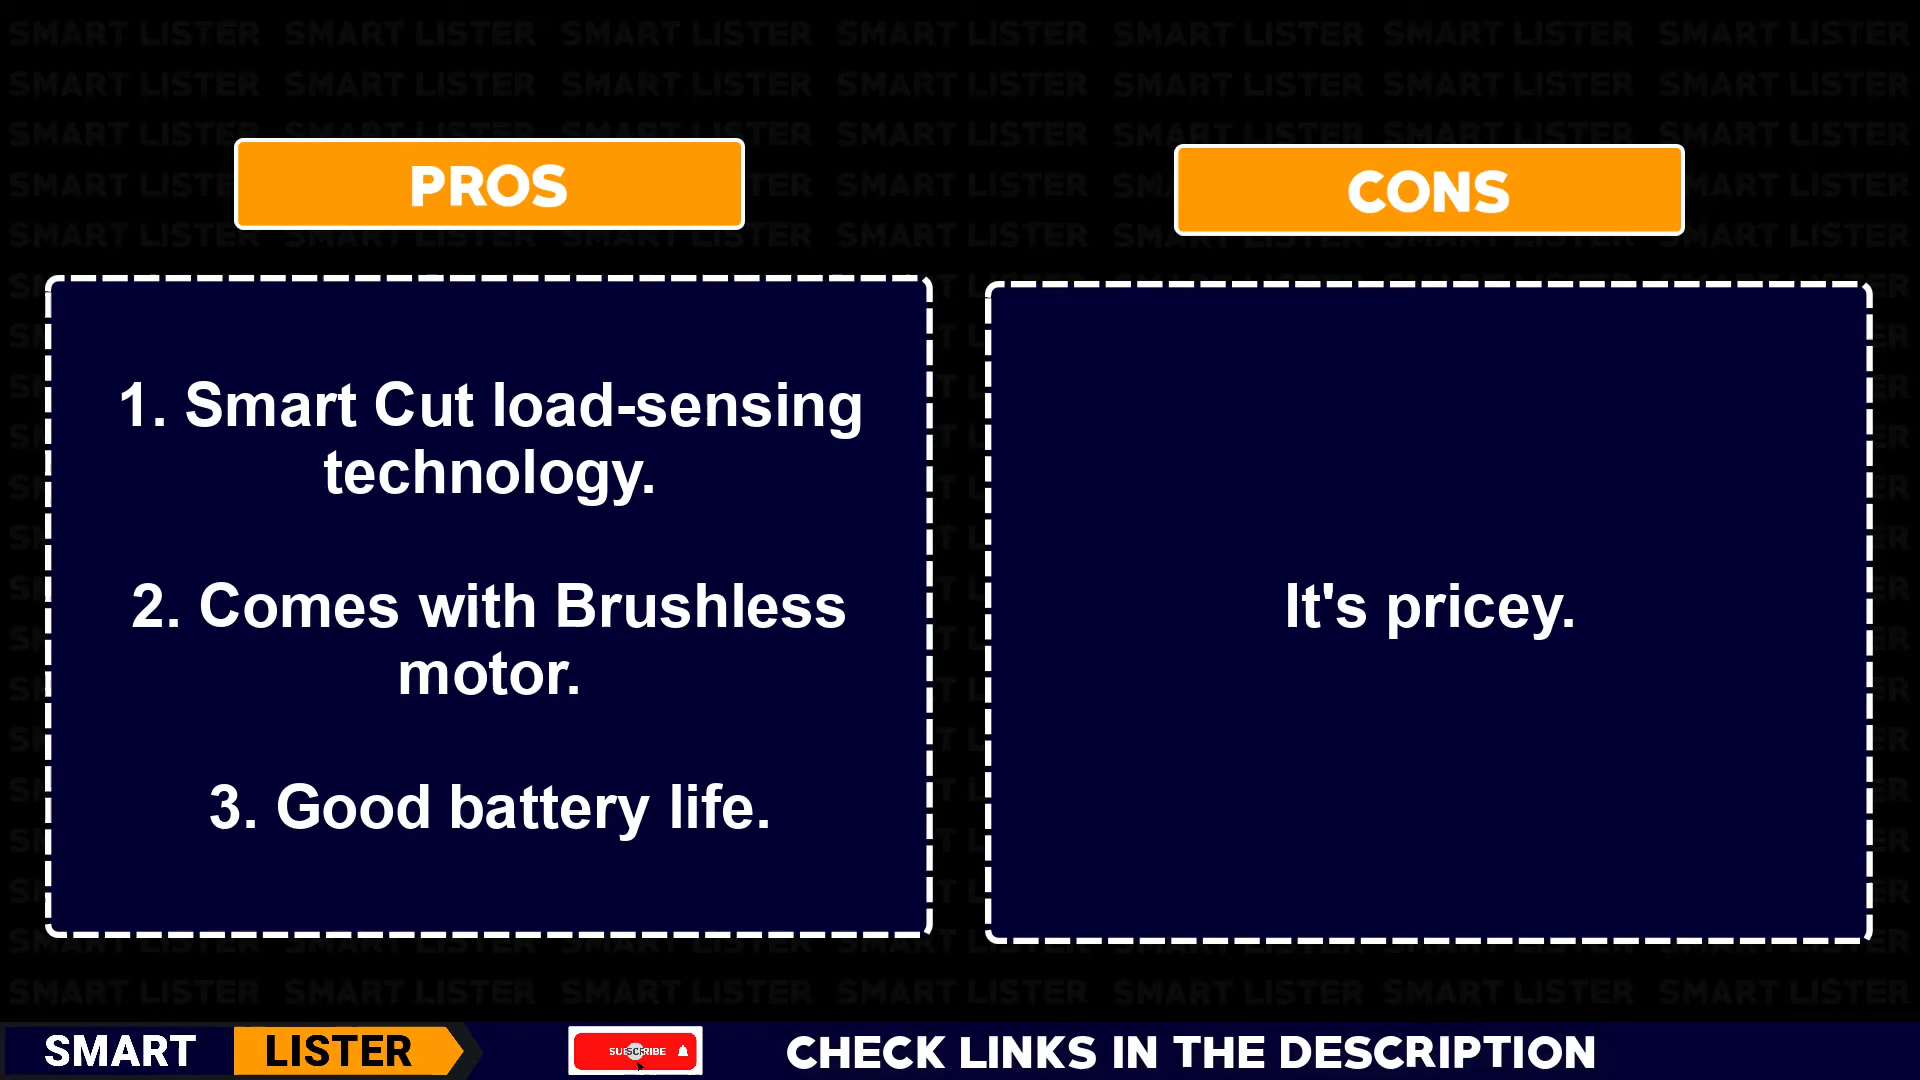 PROS
1. Smart Cut load-sensing
technology.
2. Comes with Brushless
motor.
3. Good battery life.
CONS
It's pricey.
SMART LISTER
SUBSCRIBE
CHECK LINKS IN THE DESCRIPTION